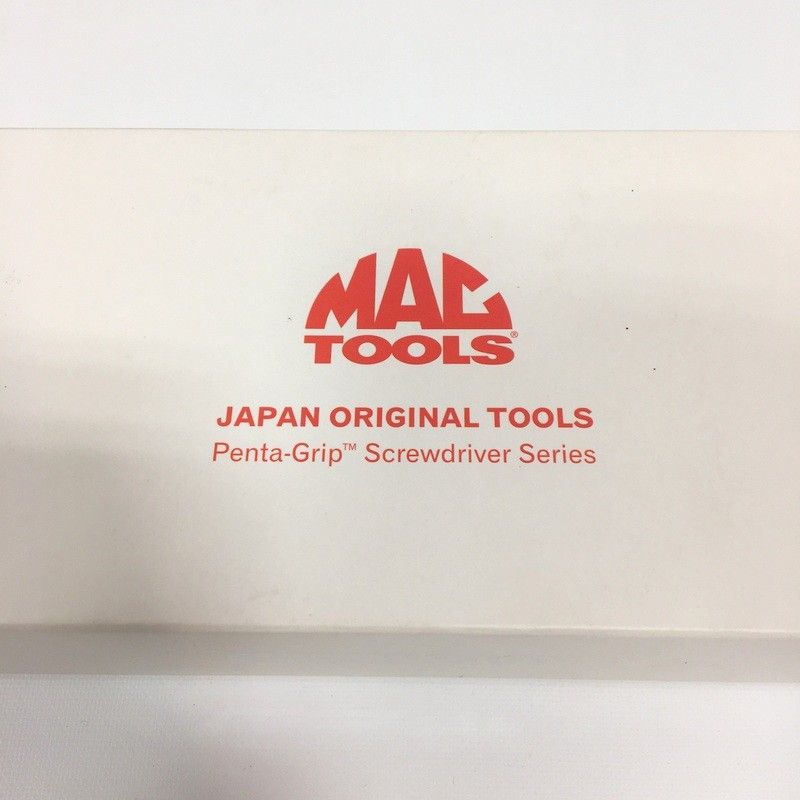 MAC
TOOLS®
JAPAN ORIGINAL TOOLS
Penta-Grip™ Screwdriver Series